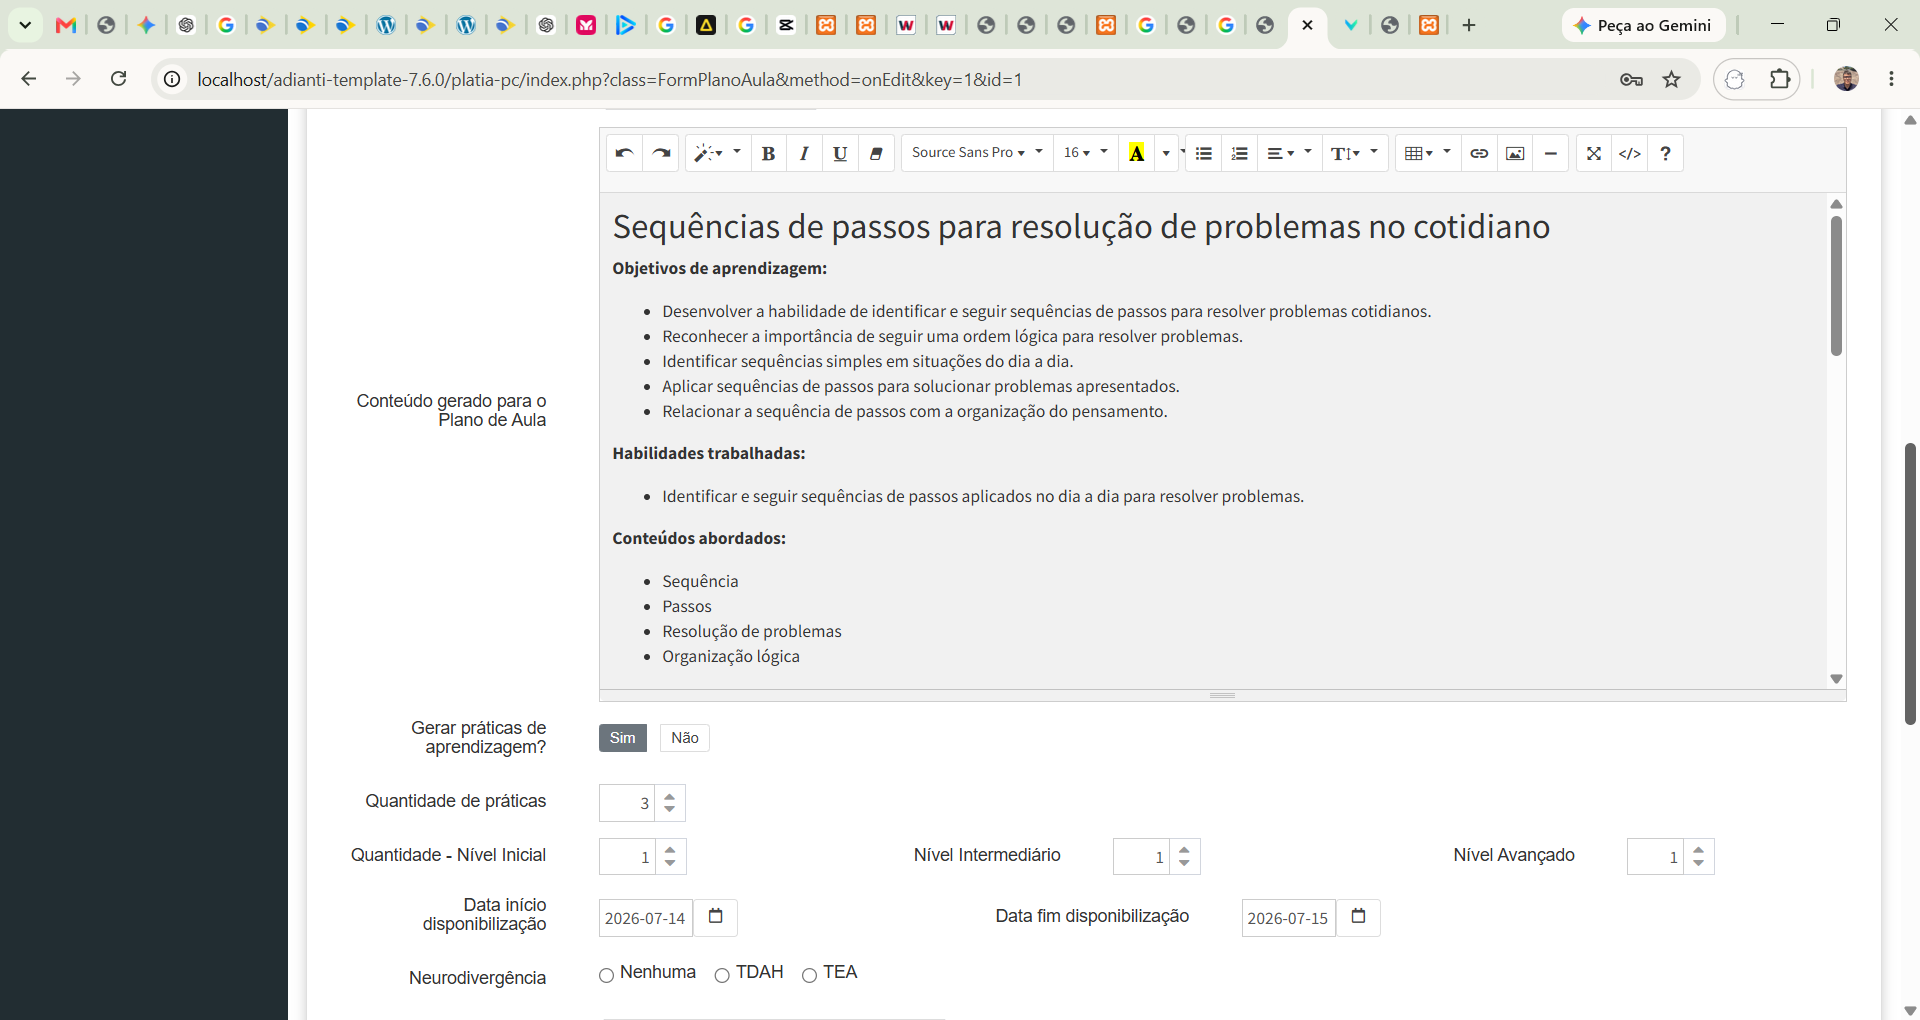 Peça ao Gemini
localhost/adianti-template-7.6.0/platia-pc/index.php?class=FormPlanoAula&method=onEdit&key=1&id=1
B I U Source Sans Pro 16 A T </> ?
Sequências de passos para resolução de problemas no cotidiano
Objetivos de aprendizagem:
Desenvolver a habilidade de identificar e seguir sequências de passos para resolver problemas cotidianos.
Reconhecer a importância de seguir uma ordem lógica para resolver problemas.
Identificar sequências simples em situações do dia a dia.
Aplicar sequências de passos para solucionar problemas apresentados.
Relacionar a sequência de passos com a organização do pensamento.
Conteúdo gerado para o
Plano de Aula
Habilidades trabalhadas:
Identificar e seguir sequências de passos aplicados no dia a dia para resolver problemas.
Conteúdos abordados:
Sequência
Passos
Resolução de problemas
Organização lógica
Gerar práticas de
aprendizagem?
Sim Não
Quantidade de práticas 3
Quantidade - Nível Inicial 1 Nível Intermediário 1 Nível Avançado 1
Data início
disponibilização
2026-07-14 Data fim disponibilização 2026-07-15
Neurodivergência Nenhuma TDAH TEA